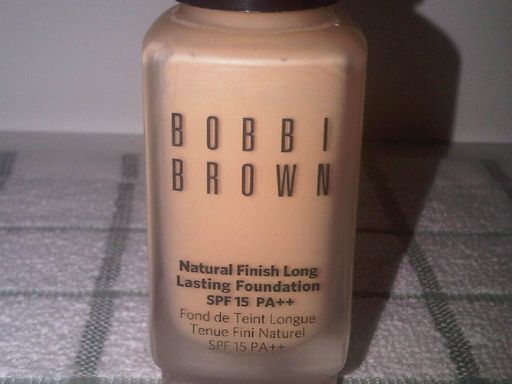 BOBBI
BROWN
Natural Finish Long
Lasting Foundation
SPF 15 PA++
Fond de Teint Longue
Tenue Fini Naturel
SPF 15 PA++